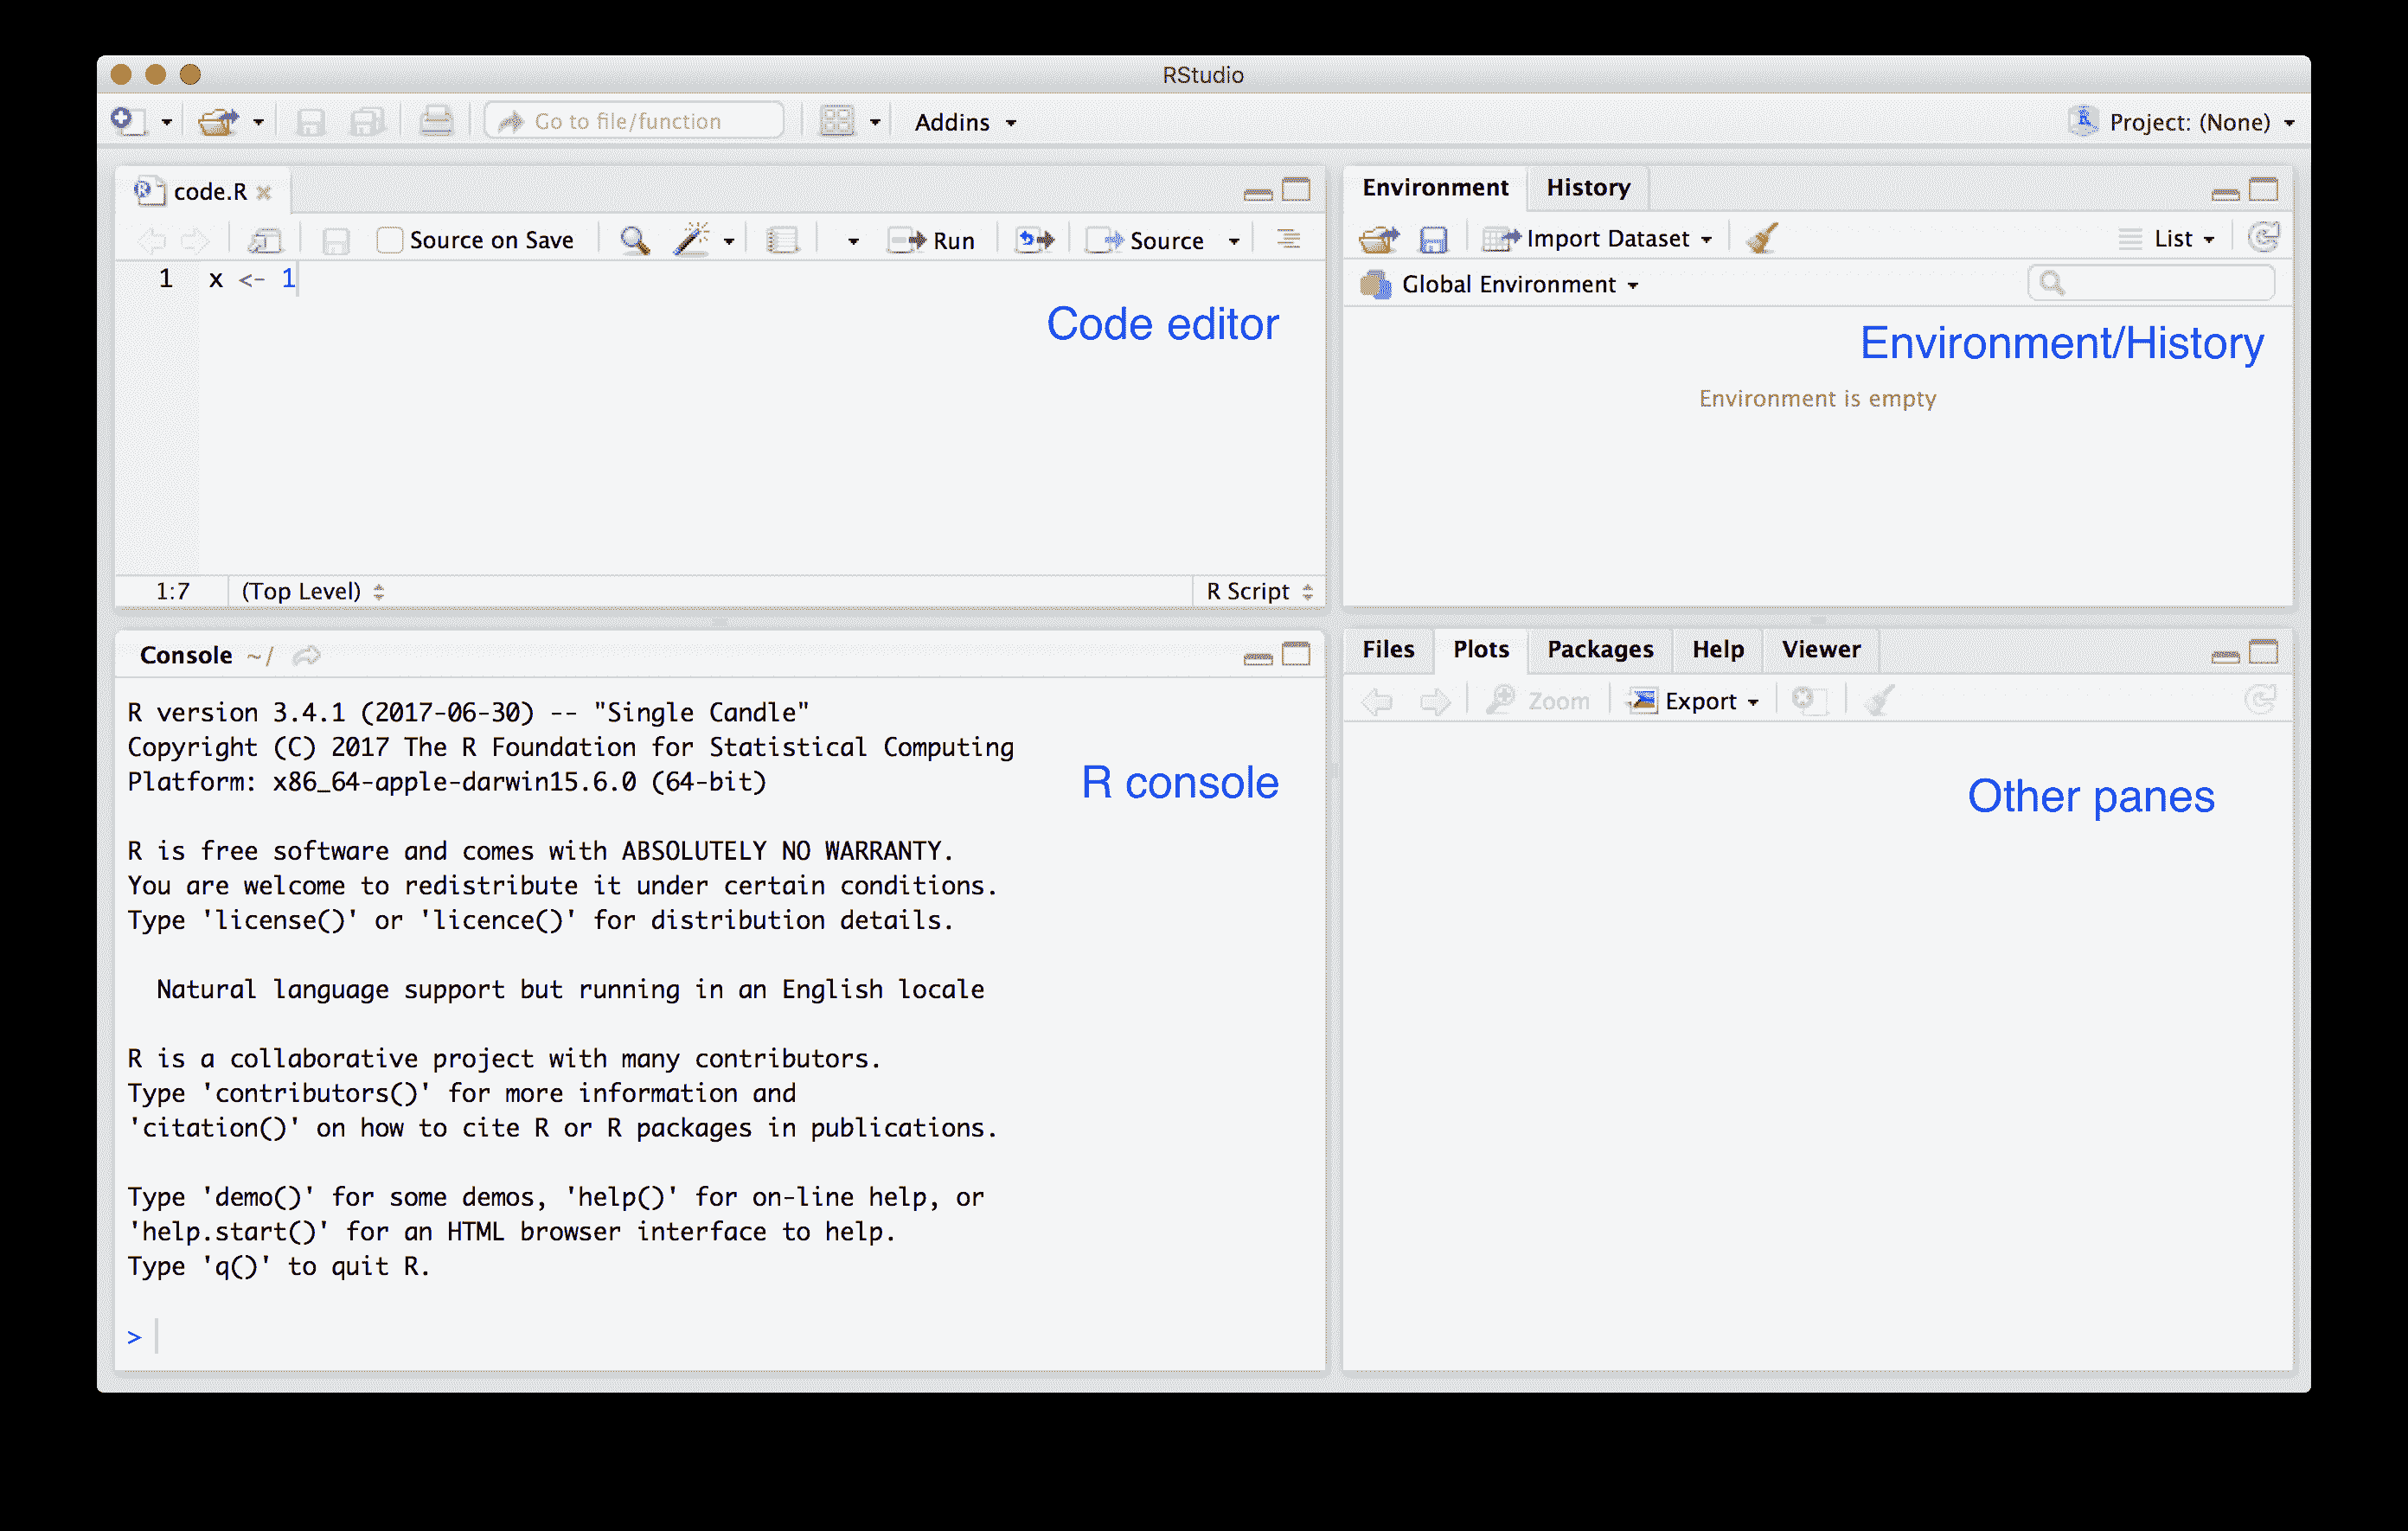 RStudio
Go to file/function
Addins
Project: (None)
code.R
Source on Save
Run
Source
1 x <- 1
Code editor
1:7 (Top Level) R Script
Environment History
Import Dataset
List
Global Environment
Environment/History
Environment is empty
Console ~/
R version 3.4.1 (2017-06-30) -- "Single Candle"
Copyright (C) 2017 The R Foundation for Statistical Computing
Platform: x86_64-apple-darwin15.6.0 (64-bit)
R console
R is free software and comes with ABSOLUTELY NO WARRANTY.
You are welcome to redistribute it under certain conditions.
Type 'license()' or 'licence()' for distribution details.
Natural language support but running in an English locale
R is a collaborative project with many contributors.
Type 'contributors()' for more information and
'citation()' on how to cite R or R packages in publications.
Type 'demo()' for some demos, 'help()' for on-line help, or
'help.start()' for an HTML browser interface to help.
Type 'q()' to quit R.
>
Files Plots Packages Help Viewer
Zoom Export
Other panes